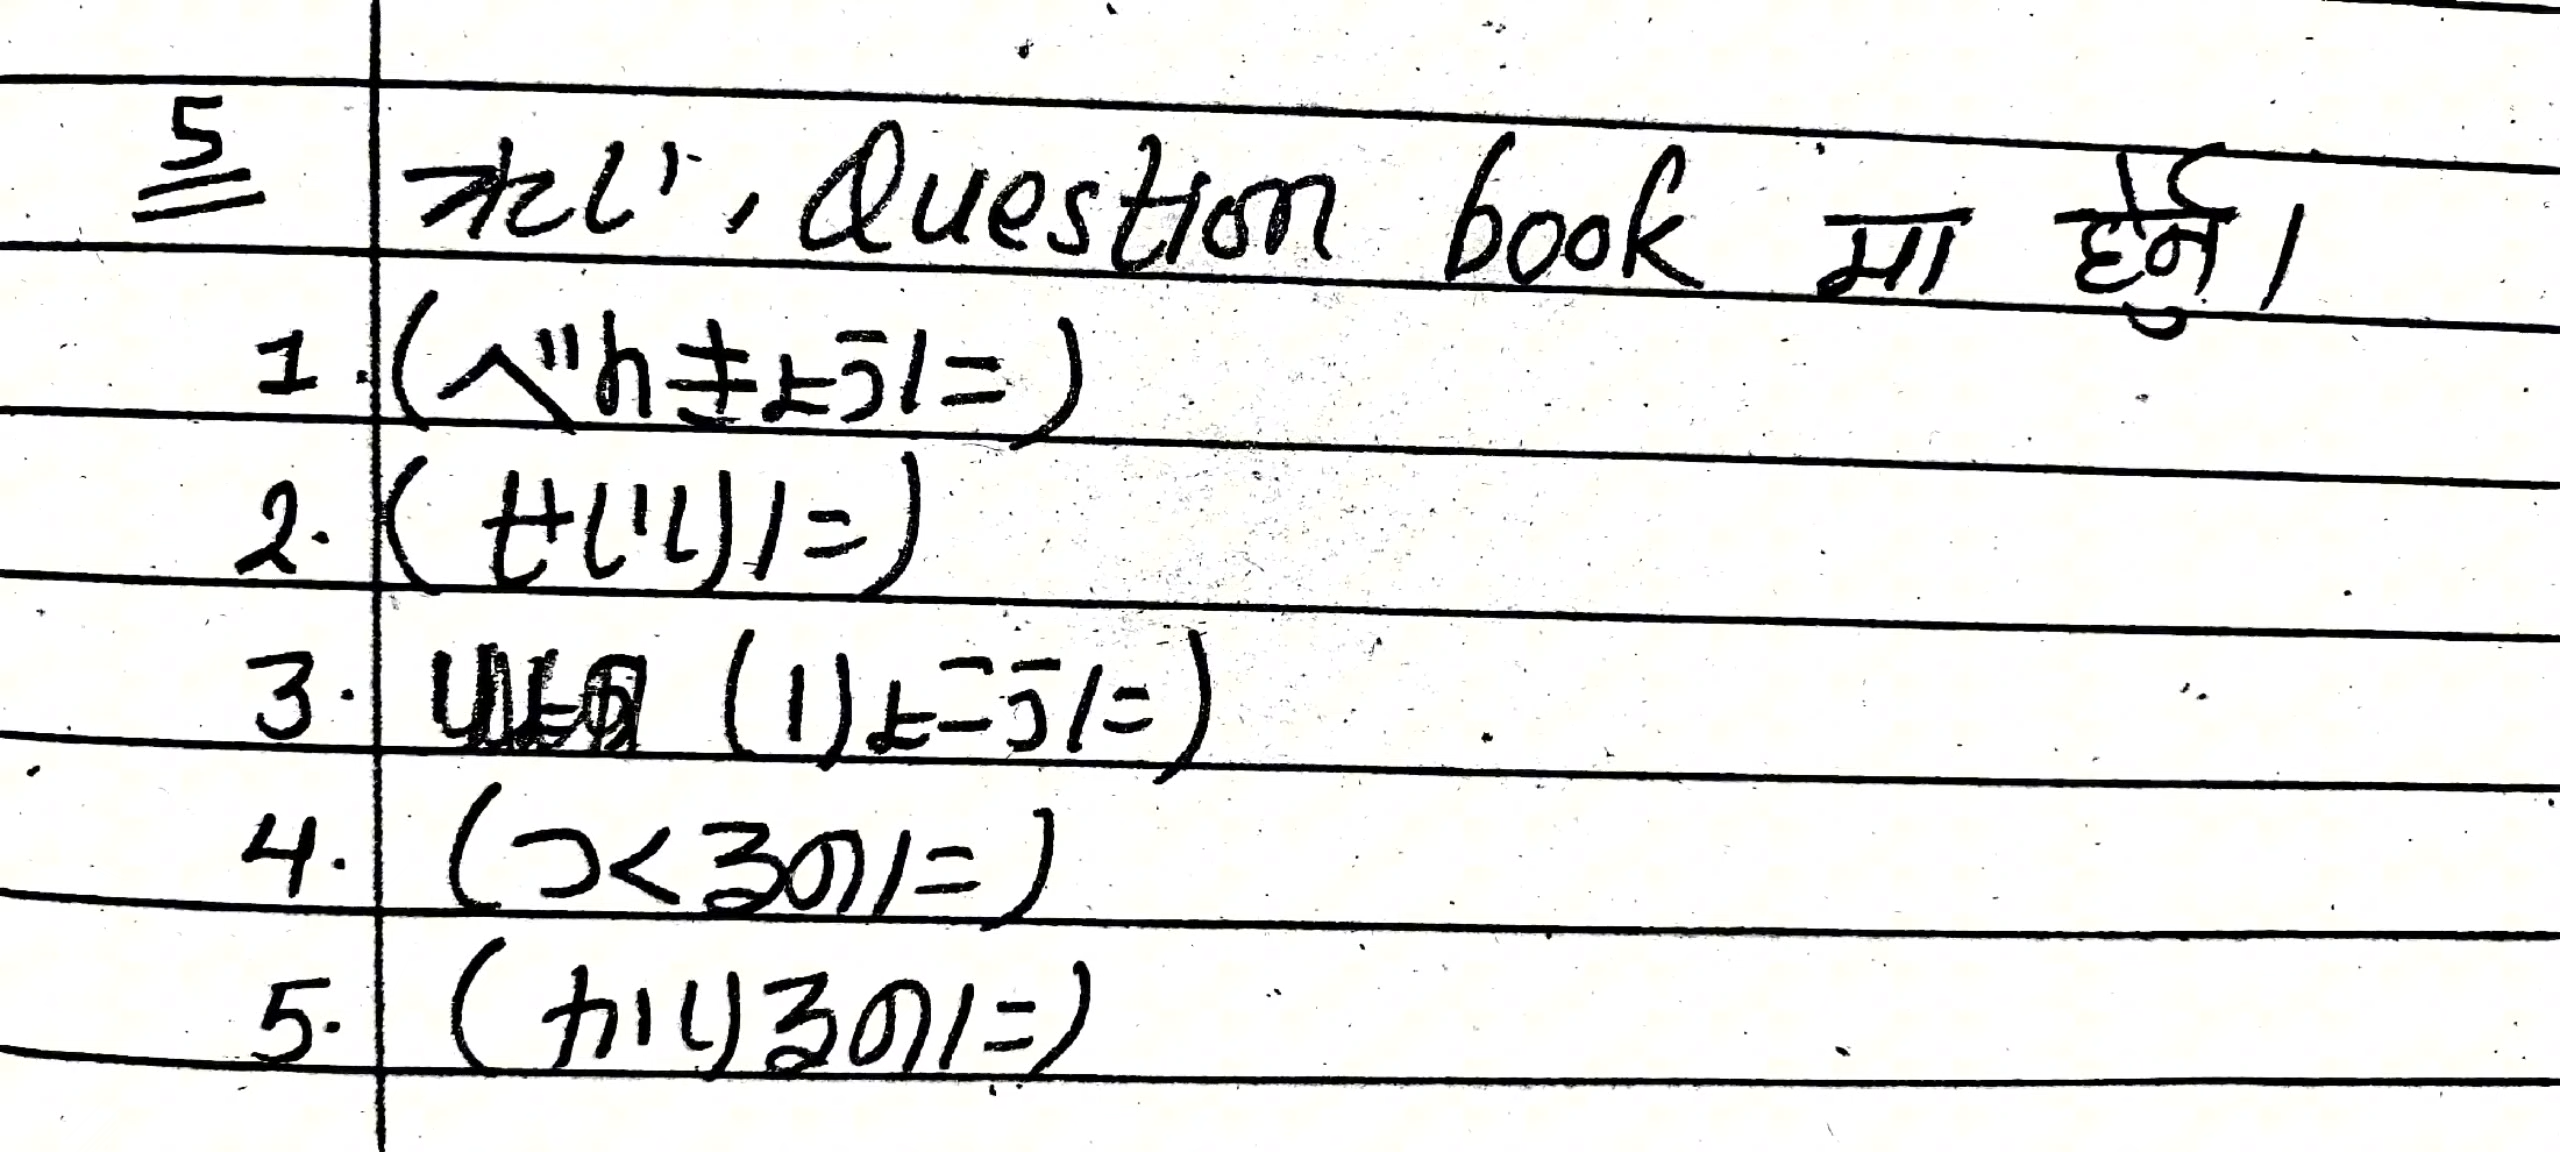 5 れい、Question book मा हेर्नु।
1. (べんきょうに)
2. (せいりに)
3. (りょこうに)
4. (つくるのに)
5. (かりるのに)